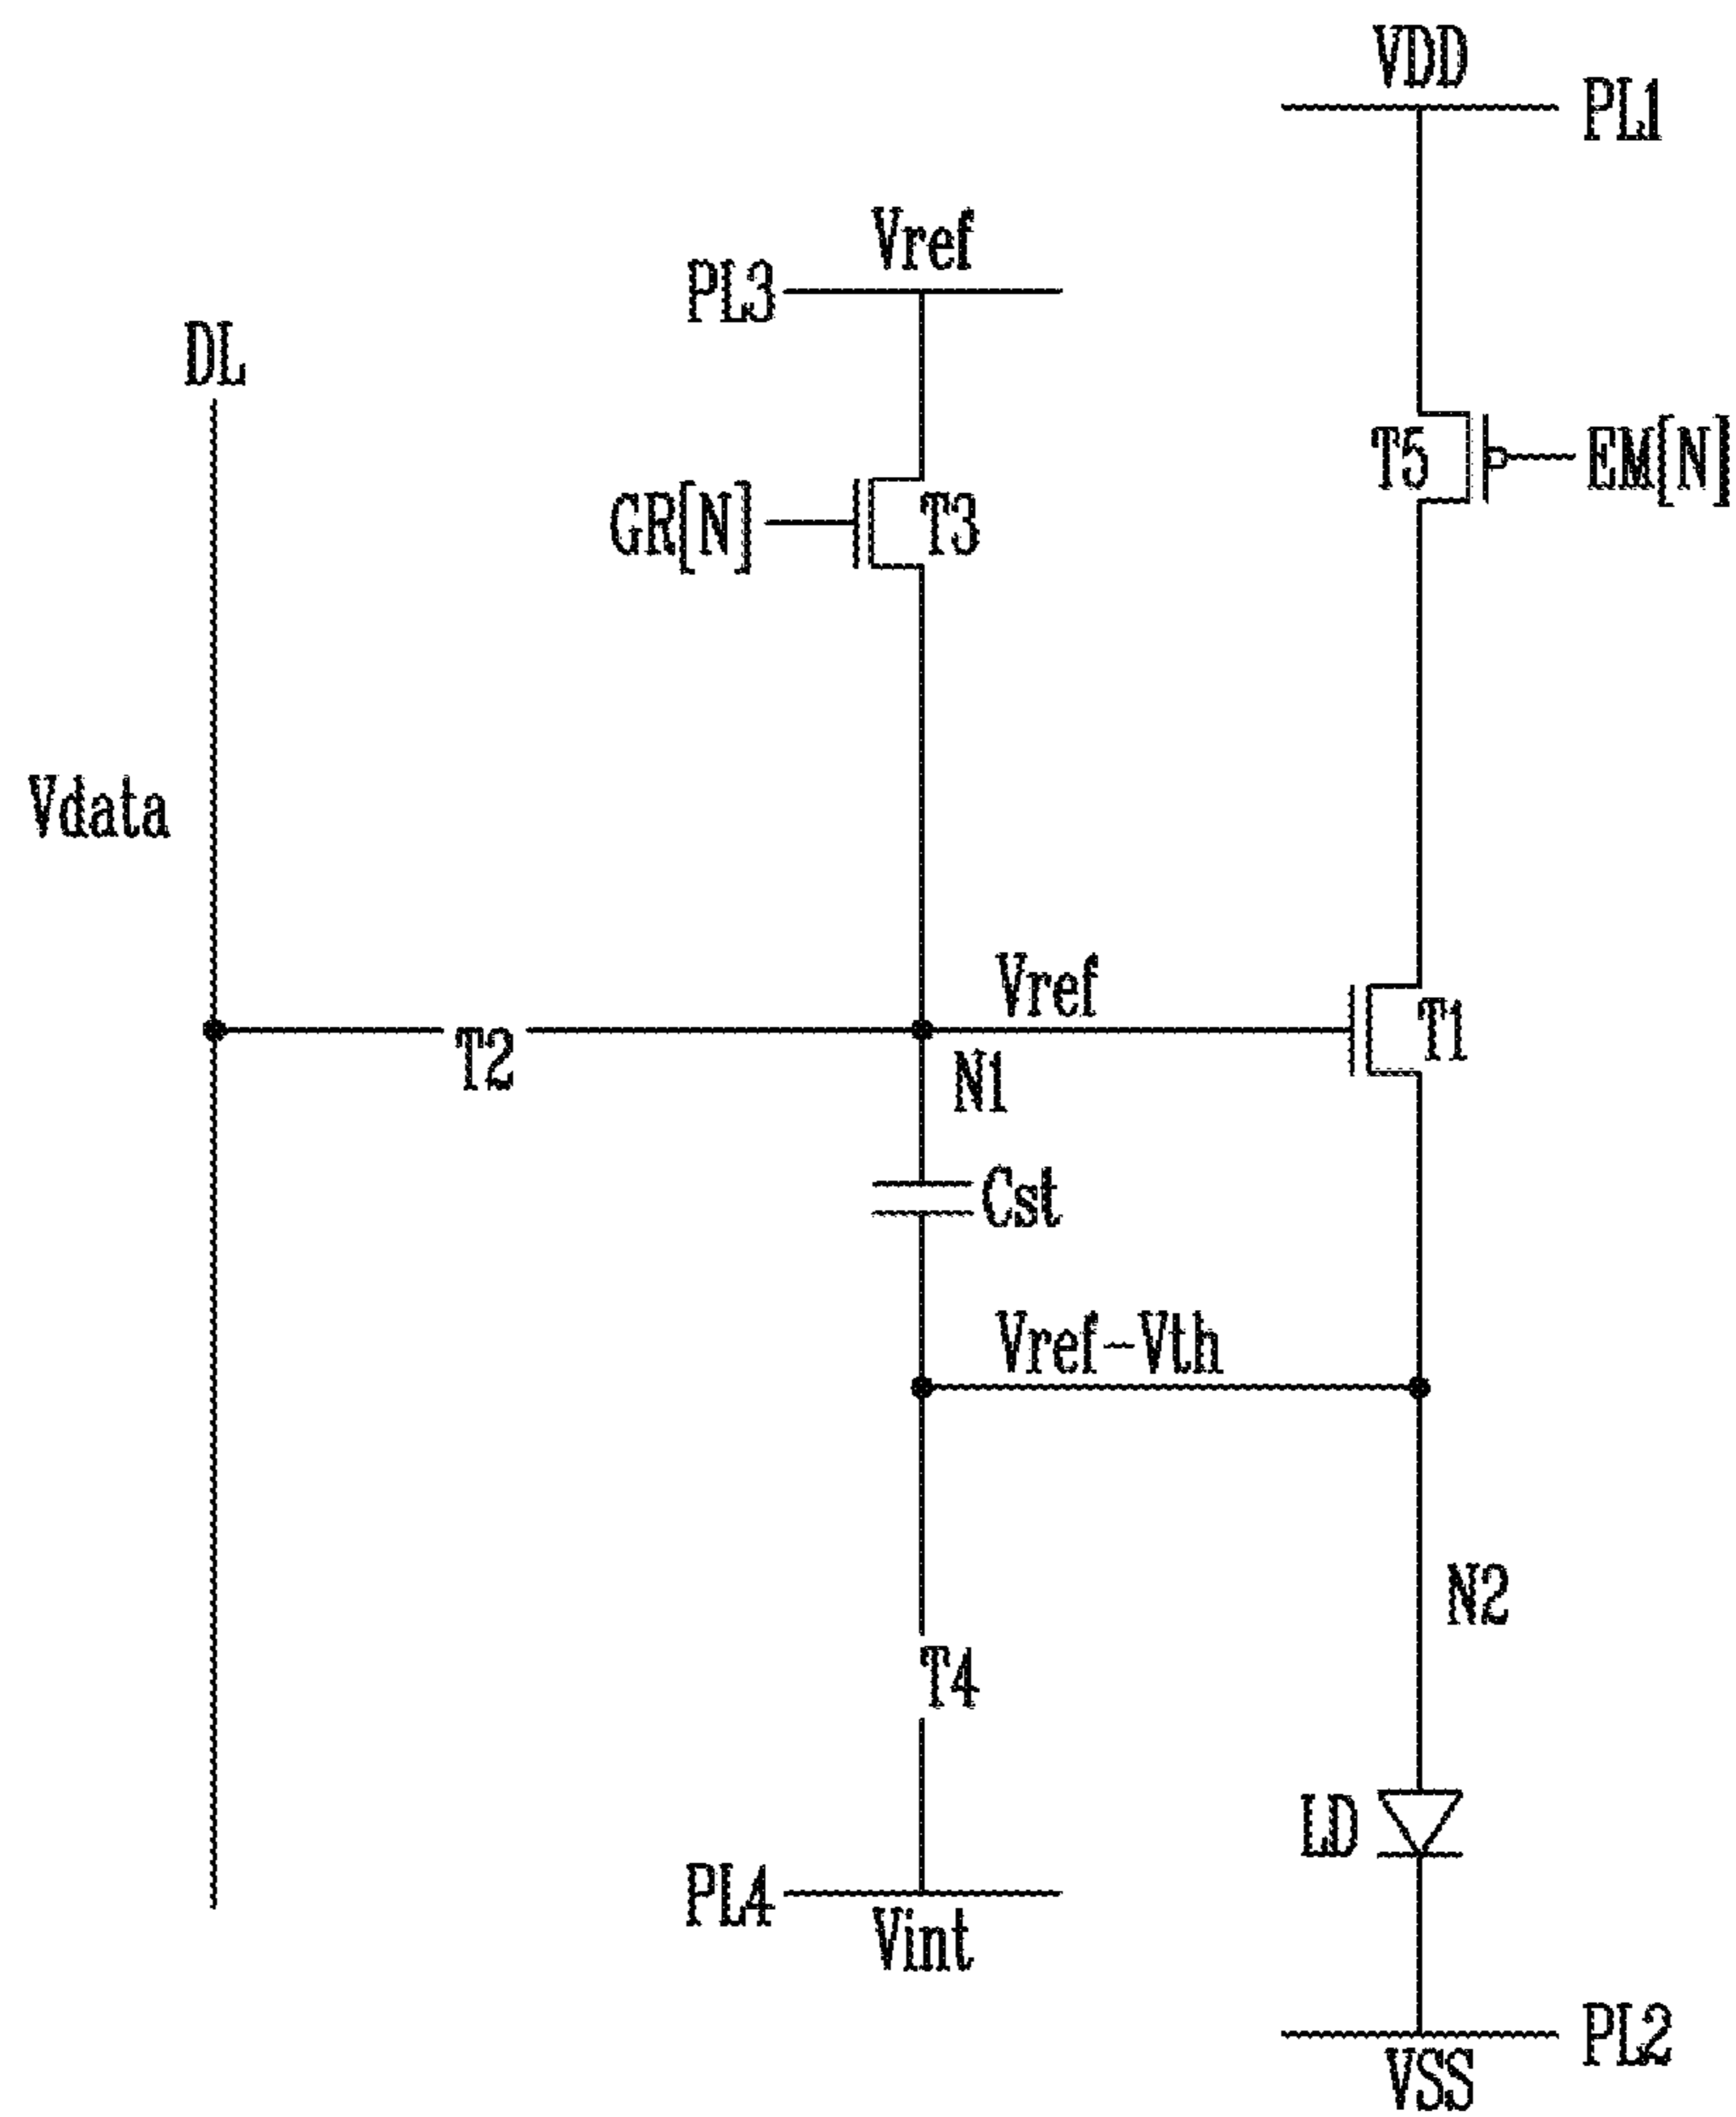 VDD
PL1
Vref
PL3
DL
T5
EM[N]
GR[N]
T3
Vdata
Vref
T1
T2
N1
Cst
Vref-Vth
N2
T4
LD
PL4
Vint
PL2
VSS